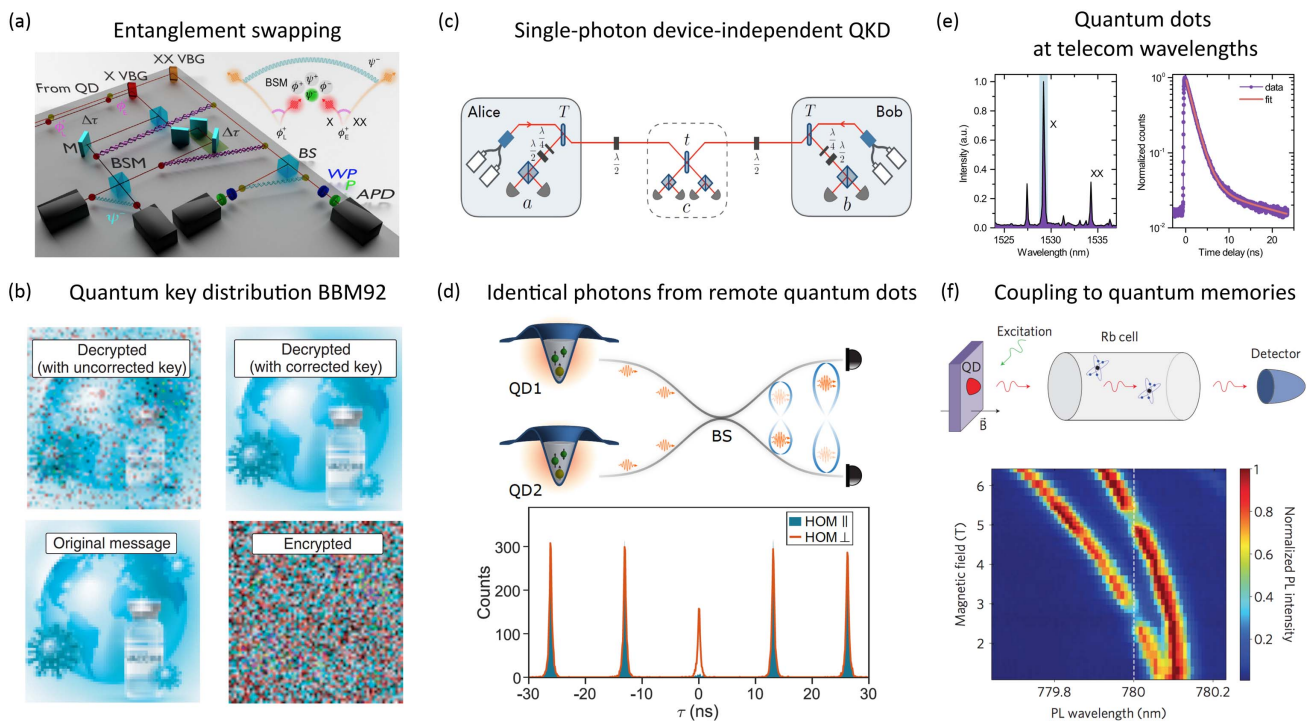 (a)
Entanglement swapping
XX VBG
X VBG
From QD
Δτ
Δτ
M
BSM
BS
WP
P
APD
ψ⁻
BSM
ϕ⁺ ψ⁺ ϕ⁻
ψ⁻
X
XX
(b)
Quantum key distribution BBM92
Decrypted
(with uncorrected key)
Decrypted
(with corrected key)
Original message
Encrypted
VACCINE
(c)
Single-photon device-independent QKD
Alice
T
λ/4
λ/2
a
λ/2
t
c
λ/2
T
Bob
λ/4
λ/2
b
(d)
Identical photons from remote quantum dots
QD1
QD2
BS
HOM ||
HOM ⊥
Counts
300
200
100
0
-30 -20 -10 0 10 20 30
τ (ns)
(e)
Quantum dots
at telecom wavelengths
Intensity (a.u.)
1.0
0.8
0.6
0.4
0.2
0.0
X
XX
1525 1530 1535
Wavelength (nm)
Normalized counts
10⁰
10⁻¹
10⁻²
data
fit
0 10 20
Time delay (ns)
(f)
Coupling to quantum memories
Excitation
QD
B⃗
Rb cell
Detector
Magnetic field (T)
6
5
4
3
2
779.8 780 780.2
PL wavelength (nm)
1
0.8
0.6
0.4
0.2
Normalized PL intensity